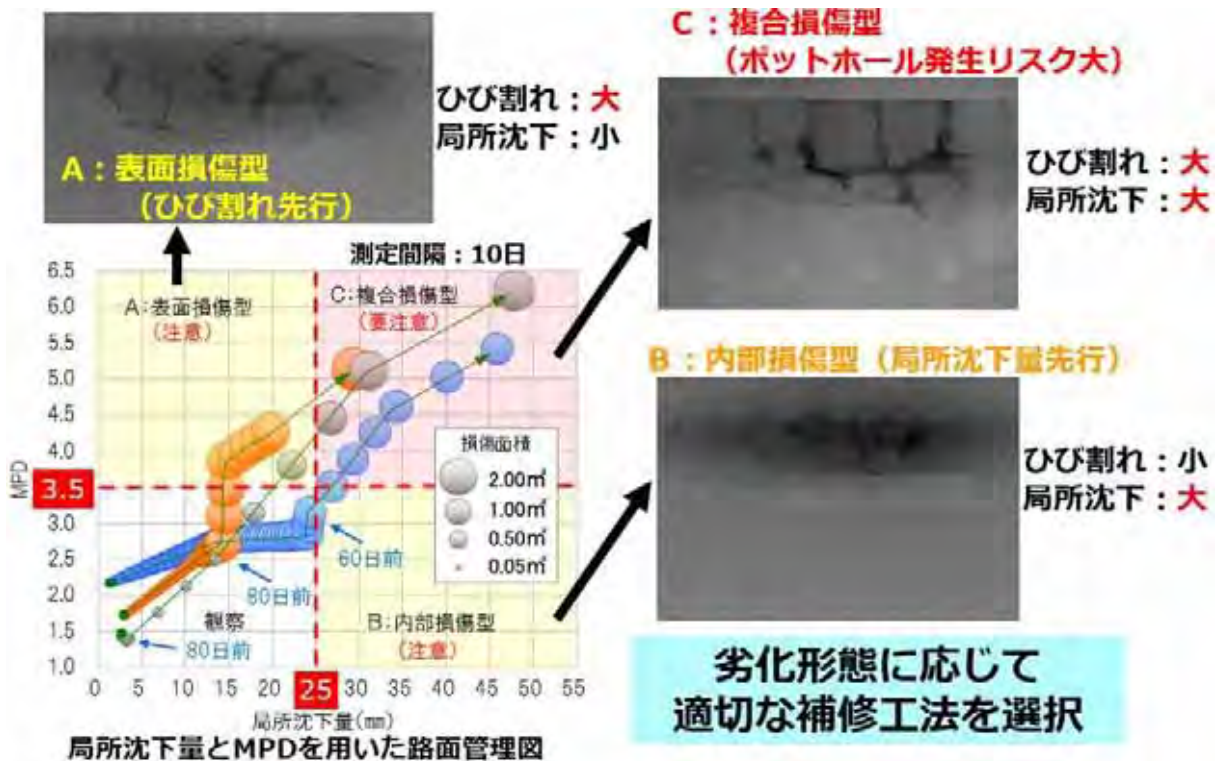 ひび割れ：大
局所沈下：小
A：表面損傷型
（ひび割れ先行）
C：複合損傷型
（ポットホール発生リスク大）
ひび割れ：大
局所沈下：大
測定間隔：10日
6.5
6.0
5.5
5.0
4.5
4.0
3.5
3.0
2.5
2.0
1.5
1.0
MPD
A:表面損傷型
(注意)
C:複合損傷型
(要注意)
損傷面積
2.00㎡
1.00㎡
0.50㎡
0.05㎡
60日前
80日前
観察
80日前
B:内部損傷型
(注意)
0 5 10 15 20 25 30 35 40 45 50 55
局所沈下量(㎜)
局所沈下量とMPDを用いた路面管理図
B：内部損傷型（局所沈下量先行）
ひび割れ：小
局所沈下：大
劣化形態に応じて
適切な補修工法を選択